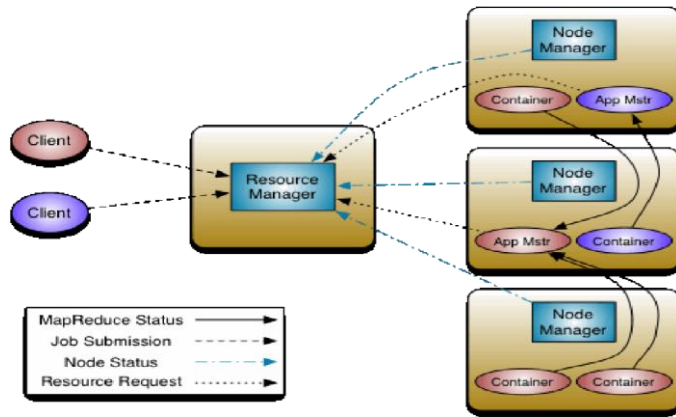 Node
Manager
Container
App Mstr
Client
Resource
Manager
Client
Node
Manager
App Mstr
Container
Node
Manager
Container
Container
MapReduce Status
Job Submission
Node Status
Resource Request